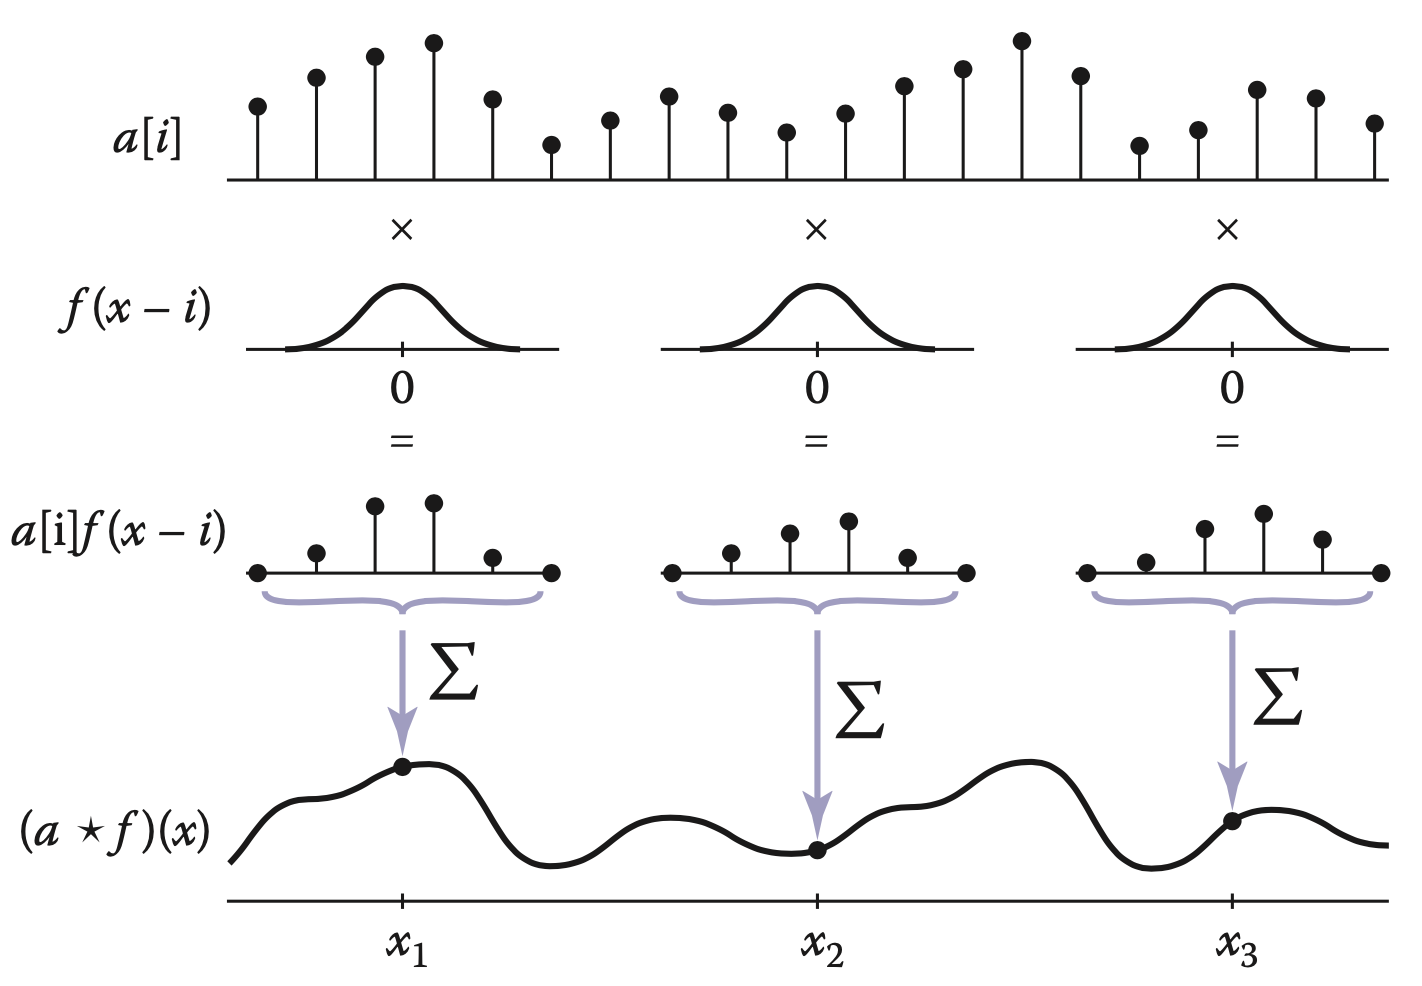 a[i]
× × ×
f(x − i)
0 0 0
= = =
a[i]f(x − i)
Σ Σ Σ
(a ⋆ f)(x)
x₁ x₂ x₃